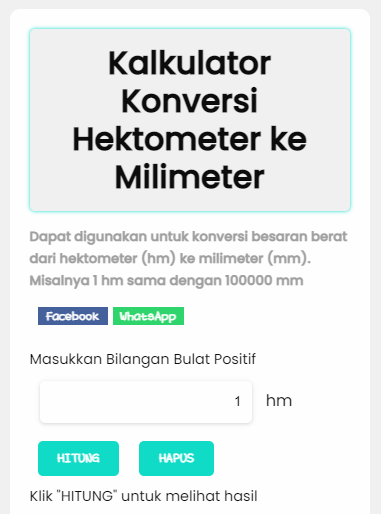 Kalkulator
Konversi
Hektometer ke
Milimeter
Dapat digunakan untuk konversi besaran berat
dari hektometer (hm) ke milimeter (mm).
Misalnya 1 hm sama dengan 100000 mm
Facebook WhatsApp
Masukkan Bilangan Bulat Positif
1 hm
HITUNG HAPUS
Klik "HITUNG" untuk melihat hasil